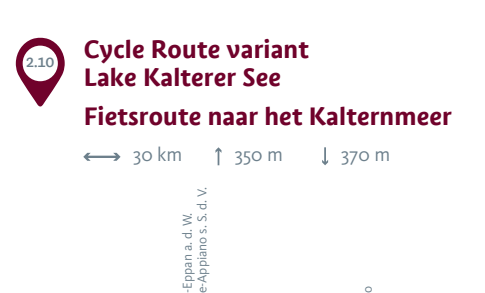 2.10
Cycle Route variant
Lake Kalterer See
Fietsroute naar het Kalternmeer
30 km 350 m 370 m
-Eppan a. d. W.
e-Appiano s. S. d. V.
o